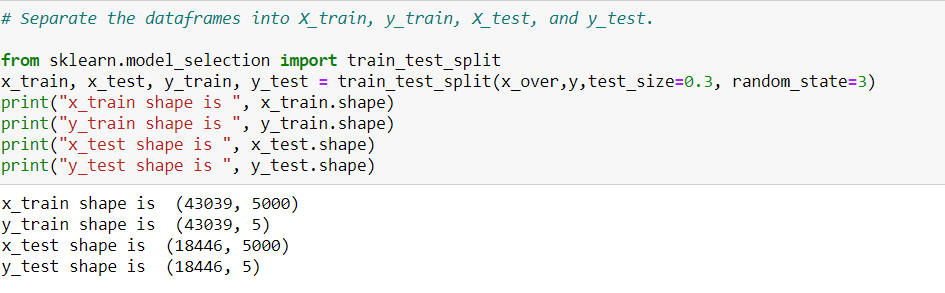 # Separate the dataframes into X_train, y_train, X_test, and y_test.
from sklearn.model_selection import train_test_split
x_train, x_test, y_train, y_test = train_test_split(x_over,y,test_size=0.3, random_state=3)
print("x_train shape is ", x_train.shape)
print("y_train shape is ", y_train.shape)
print("x_test shape is ", x_test.shape)
print("y_test shape is ", y_test.shape)
x_train shape is  (43039, 5000)
y_train shape is  (43039, 5)
x_test shape is  (18446, 5000)
y_test shape is  (18446, 5)